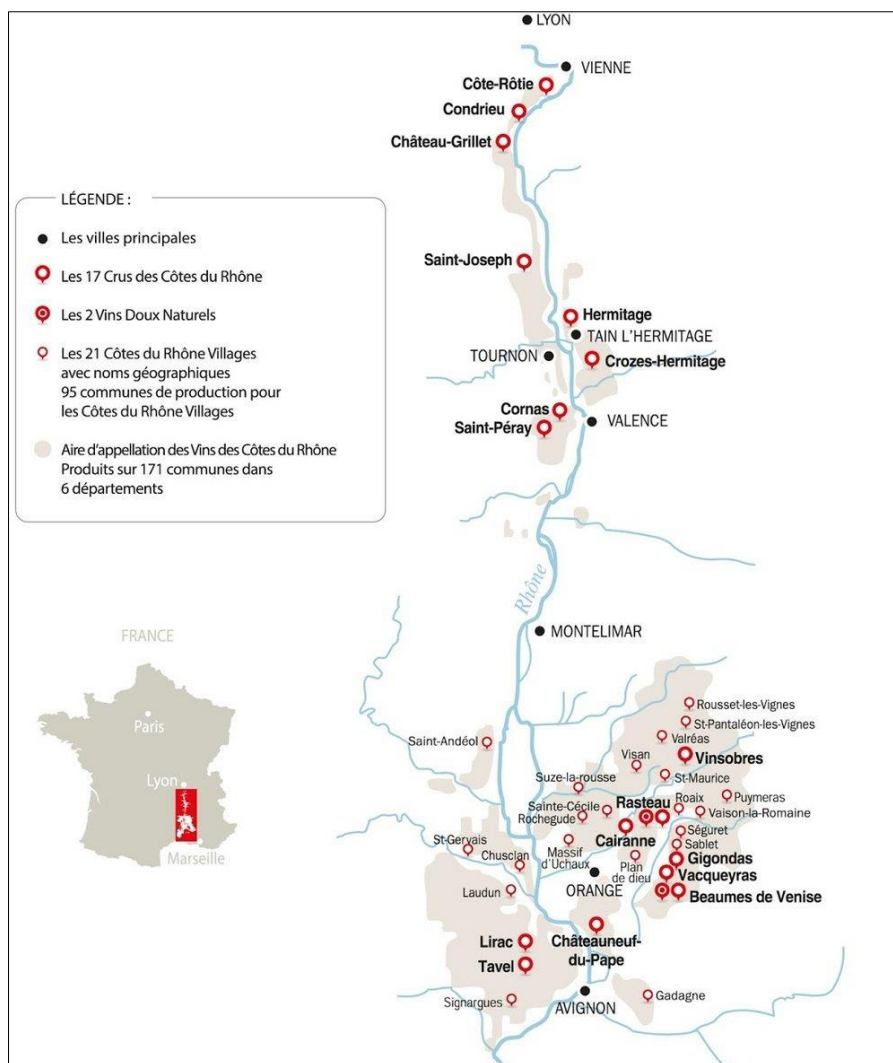 LYON
VIENNE
Côte-Rôtie
Condrieu
Château-Grillet
LÉGENDE :
Les villes principales
Les 17 Crus des Côtes du Rhône
Les 2 Vins Doux Naturels
Les 21 Côtes du Rhône Villages
avec noms géographiques
95 communes de production pour
les Côtes du Rhône Villages
Aire d'appellation des Vins des Côtes du Rhône
Produits sur 171 communes dans
6 départements
Saint-Joseph
Hermitage
TAIN L'HERMITAGE
TOURNON
Crozes-Hermitage
Cornas
Saint-Péray
VALENCE
Rhône
MONTELIMAR
FRANCE
Paris
Lyon
Marseille
Rousset-les-Vignes
St-Pantaléon-les-Vignes
Saint-Andéol
Valréas
Visan
Vinsobres
Suze-la-rousse
St-Maurice
Rasteau
Roaix
Puymeras
Sainte-Cécile
Rochegude
Vaison-la-Romaine
Cairanne
Séguret
Sablet
St-Gervais
Chusclan
Massif
d'Uchaux
Plan
de dieu
Gigondas
Vacqueyras
Laudun
ORANGE
Beaumes de Venise
Lirac
Châteauneuf-
du-Pape
Tavel
Signargues
AVIGNON
Gadagne